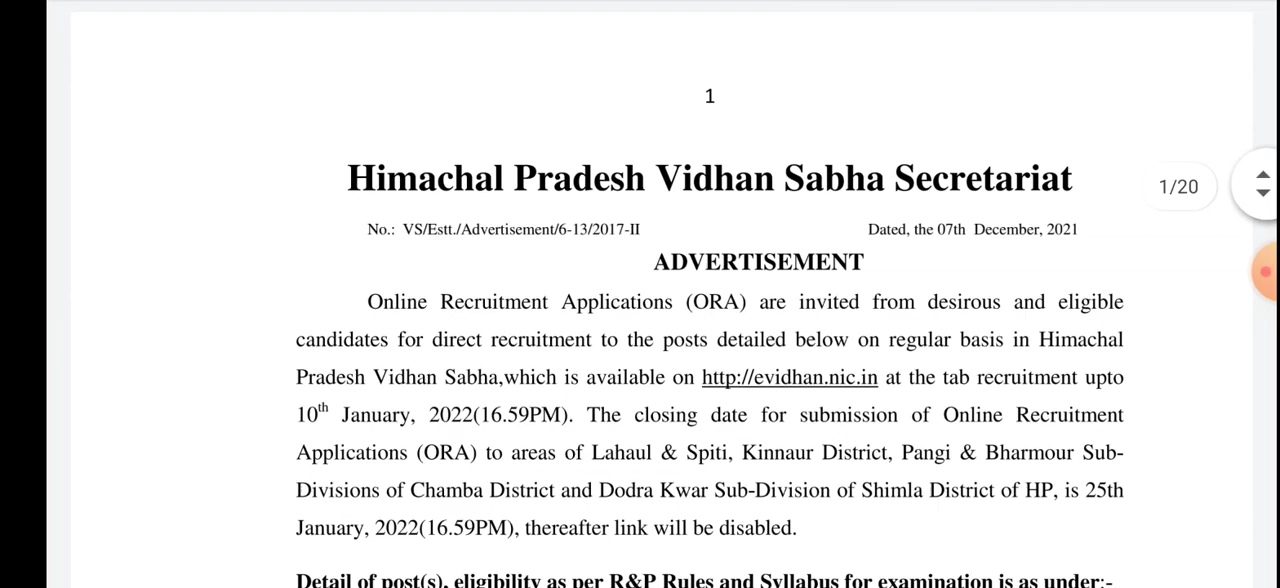 1
Himachal Pradesh Vidhan Sabha Secretariat
1/20
No.: VS/Estt./Advertisement/6-13/2017-II Dated, the 07th December, 2021
ADVERTISEMENT
Online Recruitment Applications (ORA) are invited from desirous and eligible
candidates for direct recruitment to the posts detailed below on regular basis in Himachal
Pradesh Vidhan Sabha,which is available on http://evidhan.nic.in at the tab recruitment upto
10th January, 2022(16.59PM). The closing date for submission of Online Recruitment
Applications (ORA) to areas of Lahaul & Spiti, Kinnaur District, Pangi & Bharmour Sub-
Divisions of Chamba District and Dodra Kwar Sub-Division of Shimla District of HP, is 25th
January, 2022(16.59PM), thereafter link will be disabled.
Detail of post(s), eligibility as per R&P Rules and Syllabus for examination is as under:-